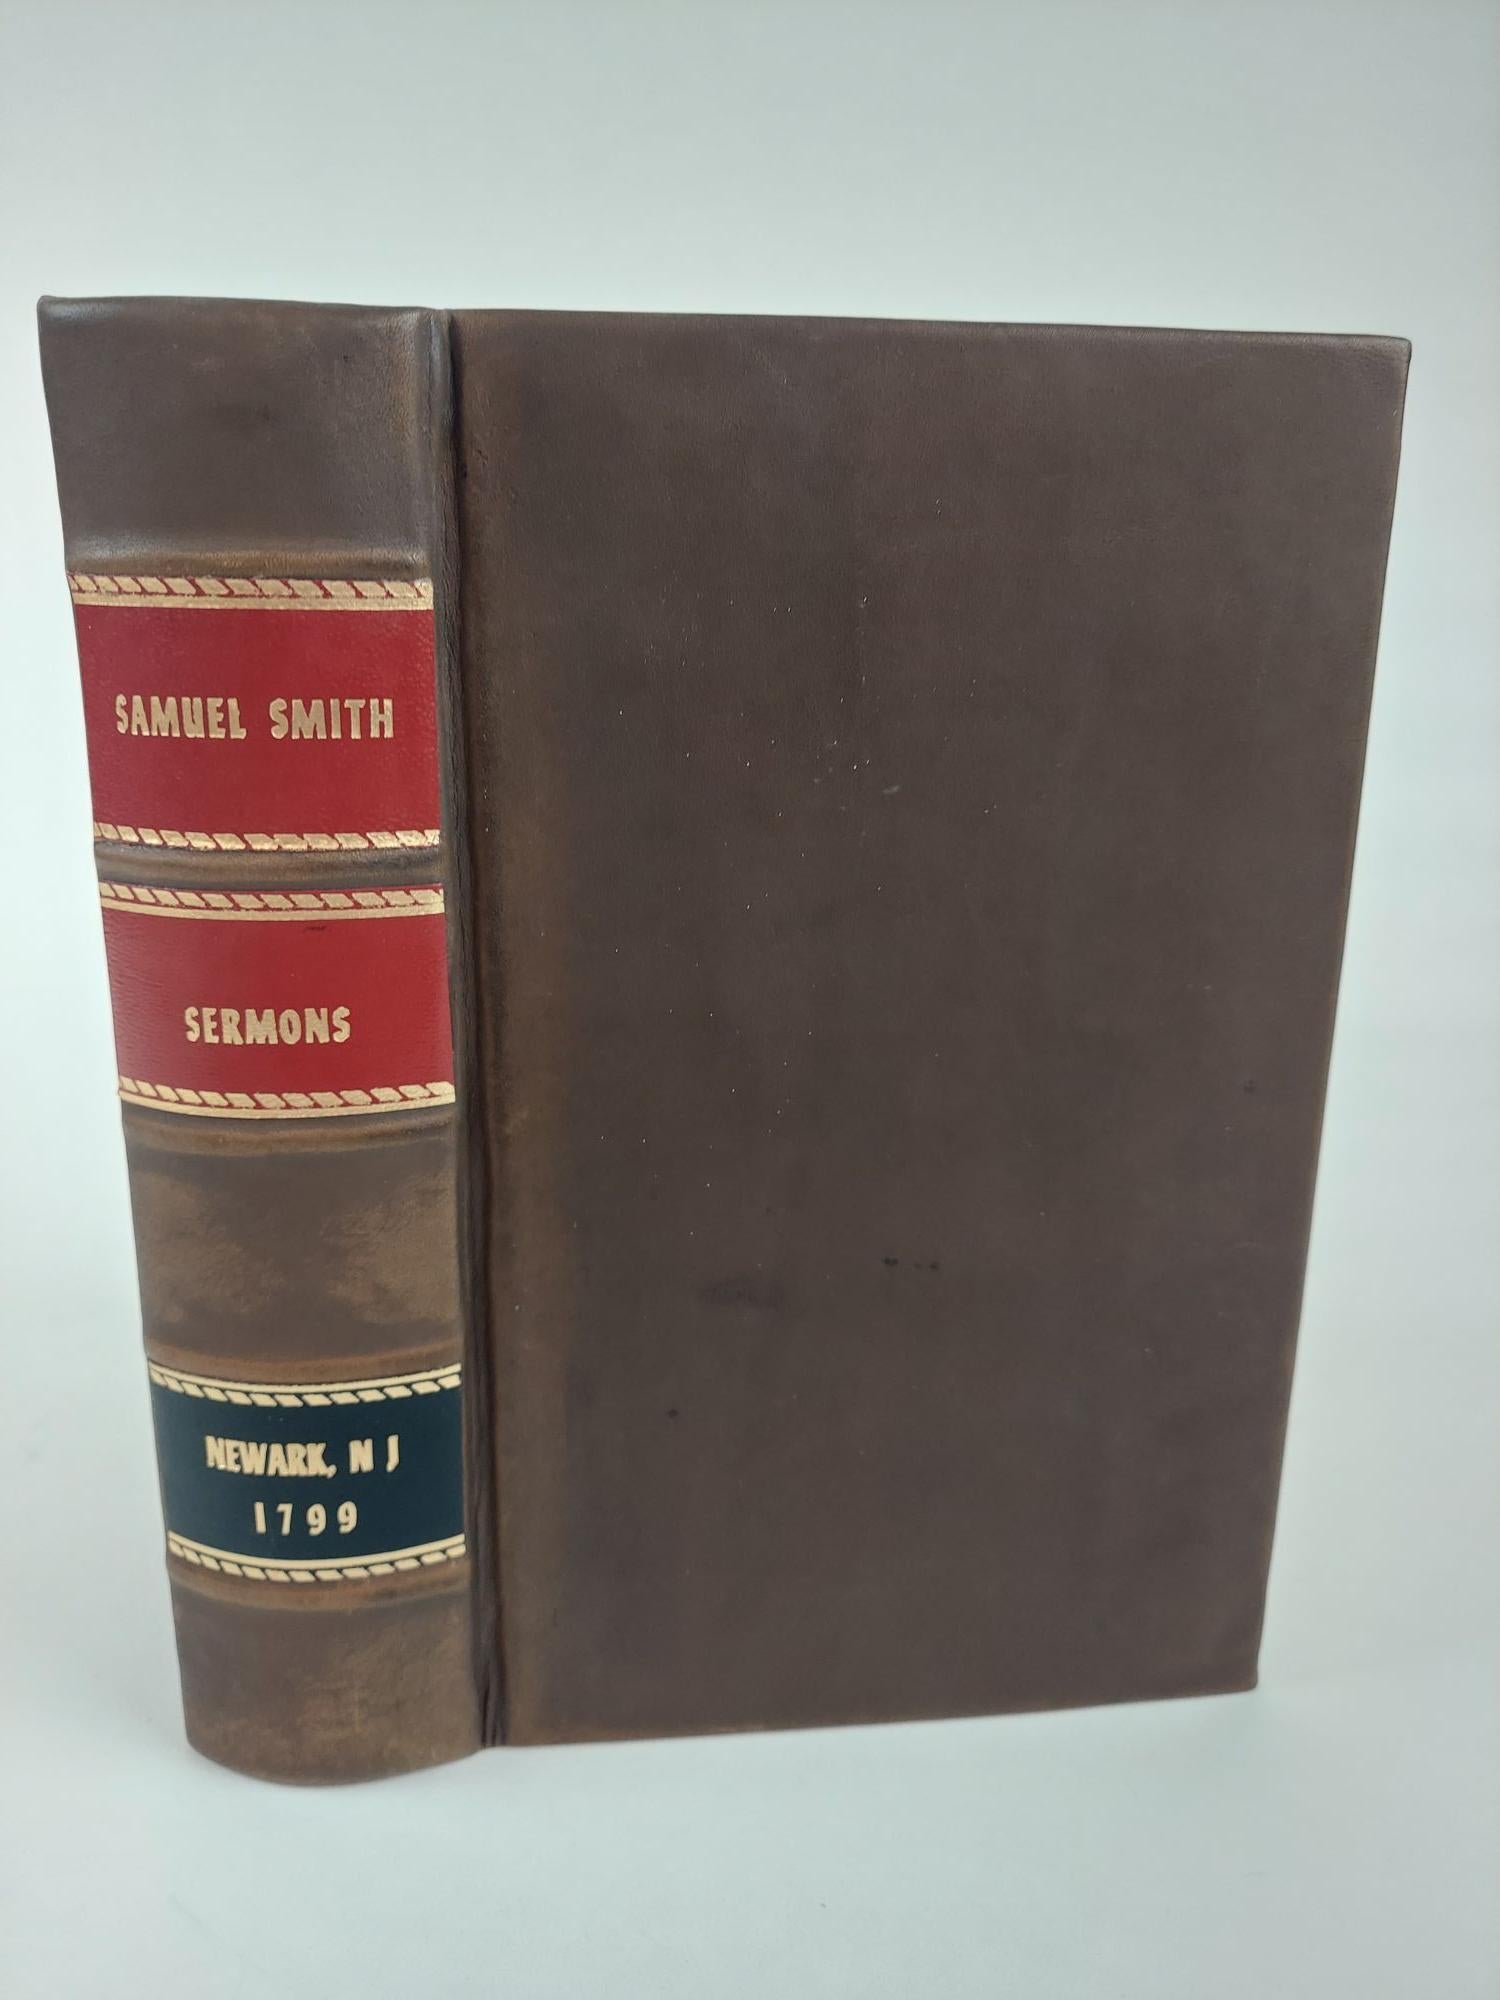 SAMUEL SMITH
SERMONS
NEWARK, N J
1799